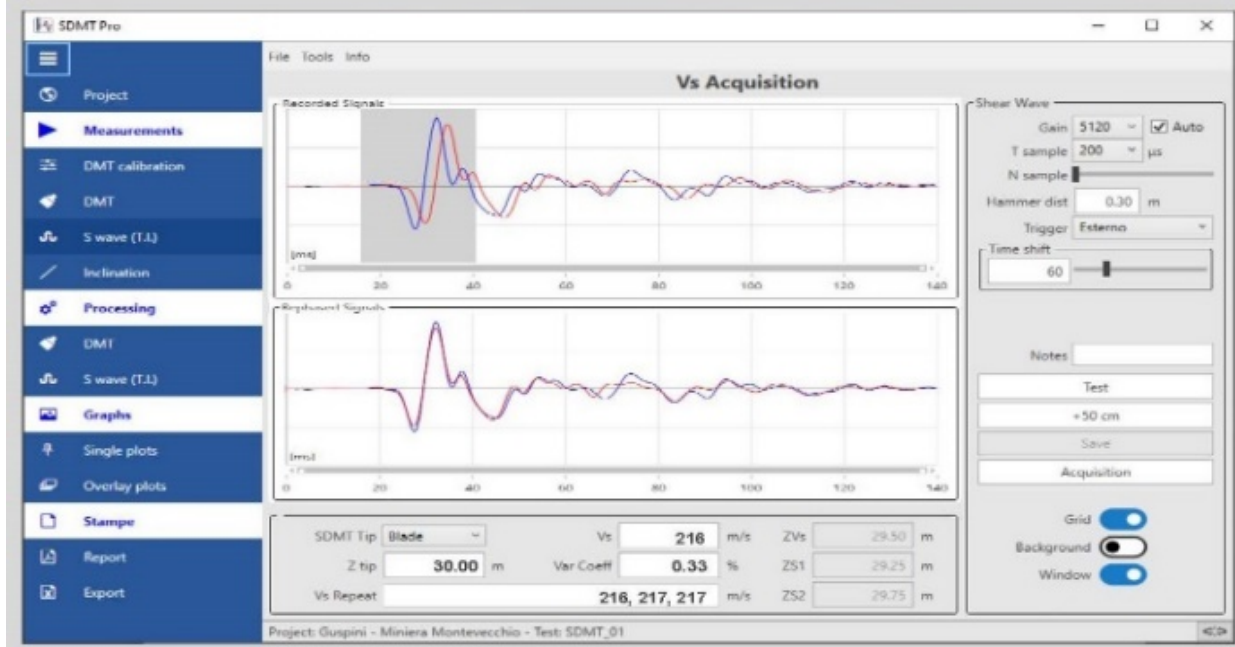 SDMT Pro
Project
Measurements
DMT calibration
DMT
S wave (T.I.)
Inclination
Processing
DMT
S wave (T.I.)
Graphs
Single plots
Overlay plots
Stampe
Report
Export
File Tools Info
Vs Acquisition
Recorded Signals
[ms]
0 20 40 60 80 100 120 140
Rephased Signals
[ms]
0 20 40 60 80 100 120 140
SDMT Tip Blade Vs 216 m/s ZVs 29.50 m
Z tip 30.00 m Var Coeff 0.33 % ZS1 29.25 m
Vs Repeat 216, 217, 217 m/s ZS2 29.75 m
Shear Wave
Gain 5120 Auto
T sample 200 µs
N sample
Hammer dist 0.30 m
Trigger Esterno
Time shift
60
Notes
Test
+50 cm
Save
Acquisition
Grid
Background
Window
Project: Guspini - Miniera Montevecchio - Test: SDMT_01